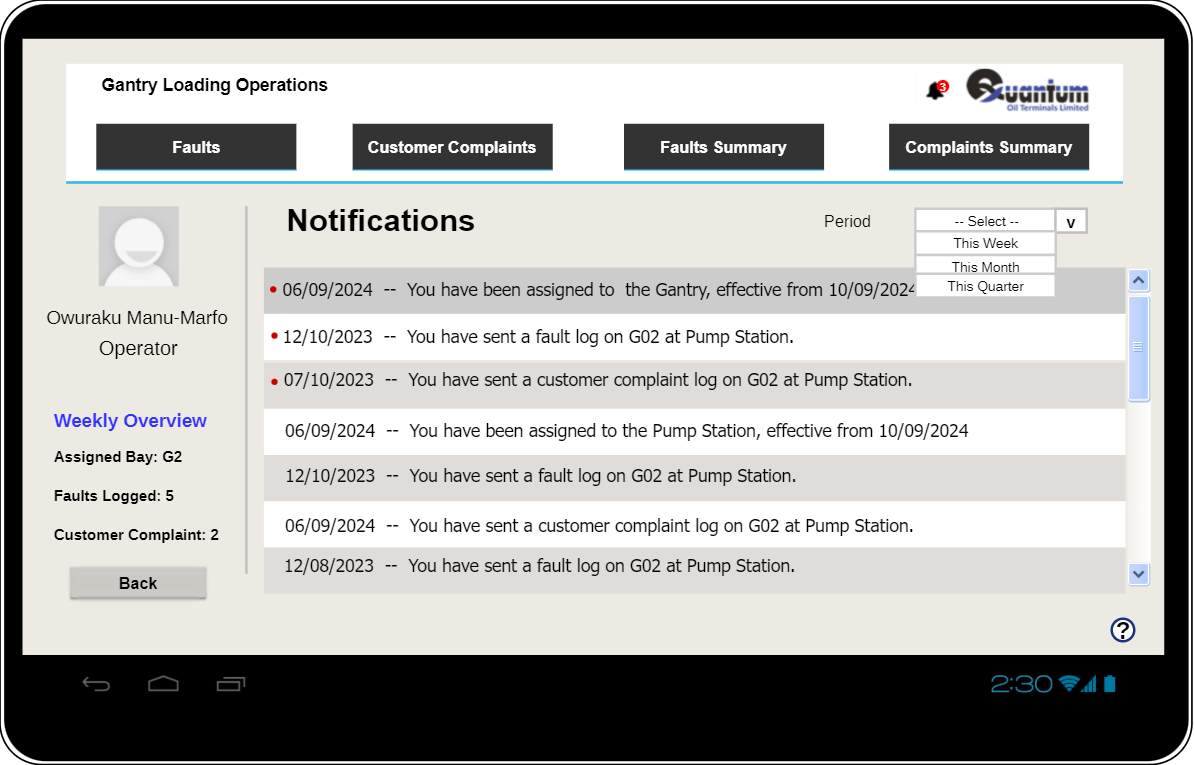 Gantry Loading Operations
3
Quantum
Oil Terminals Limited
Faults
Customer Complaints
Faults Summary
Complaints Summary
Notifications
Period
-- Select --
v
This Week
This Month
This Quarter
Owuraku Manu-Marfo
Operator
Weekly Overview
Assigned Bay: G2
Faults Logged: 5
Customer Complaint: 2
Back
06/09/2024 -- You have been assigned to the Gantry, effective from 10/09/2024
12/10/2023 -- You have sent a fault log on G02 at Pump Station.
07/10/2023 -- You have sent a customer complaint log on G02 at Pump Station.
06/09/2024 -- You have been assigned to the Pump Station, effective from 10/09/2024
12/10/2023 -- You have sent a fault log on G02 at Pump Station.
06/09/2024 -- You have sent a customer complaint log on G02 at Pump Station.
12/08/2023 -- You have sent a fault log on G02 at Pump Station.
?
2:30